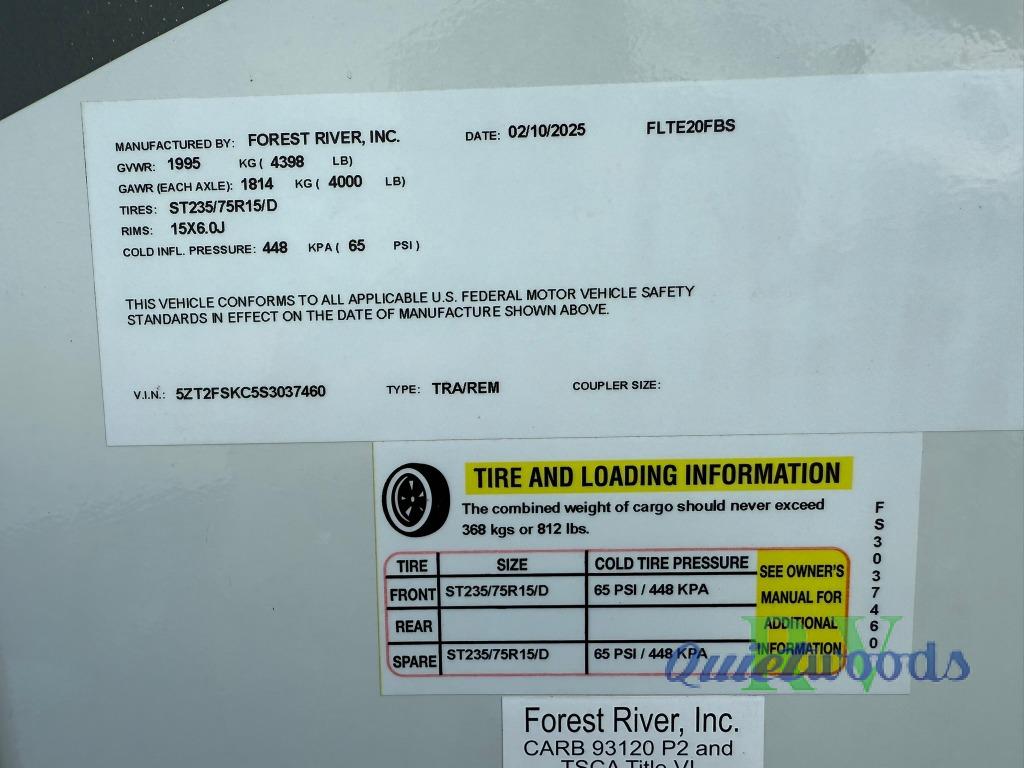 MANUFACTURED BY: FOREST RIVER, INC. DATE: 02/10/2025 FLTE20FBS
GVWR: 1995 KG ( 4398 LB)
GAWR (EACH AXLE): 1814 KG ( 4000 LB)
TIRES: ST235/75R15/D
RIMS: 15X6.0J
COLD INFL. PRESSURE: 448 KPA ( 65 PSI )
THIS VEHICLE CONFORMS TO ALL APPLICABLE U.S. FEDERAL MOTOR VEHICLE SAFETY
STANDARDS IN EFFECT ON THE DATE OF MANUFACTURE SHOWN ABOVE.
V.I.N.: 5ZT2FSKC5S3037460 TYPE: TRA/REM COUPLER SIZE:
TIRE AND LOADING INFORMATION
The combined weight of cargo should never exceed
368 kgs or 812 lbs.
TIRE SIZE COLD TIRE PRESSURE SEE OWNER'S
FRONT ST235/75R15/D 65 PSI / 448 KPA MANUAL FOR
REAR ADDITIONAL
SPARE ST235/75R15/D 65 PSI / 448 KPA INFORMATION
FS3037460
Quietwoods RV
Forest River, Inc.
CARB 93120 P2 and
TSCA Title VI